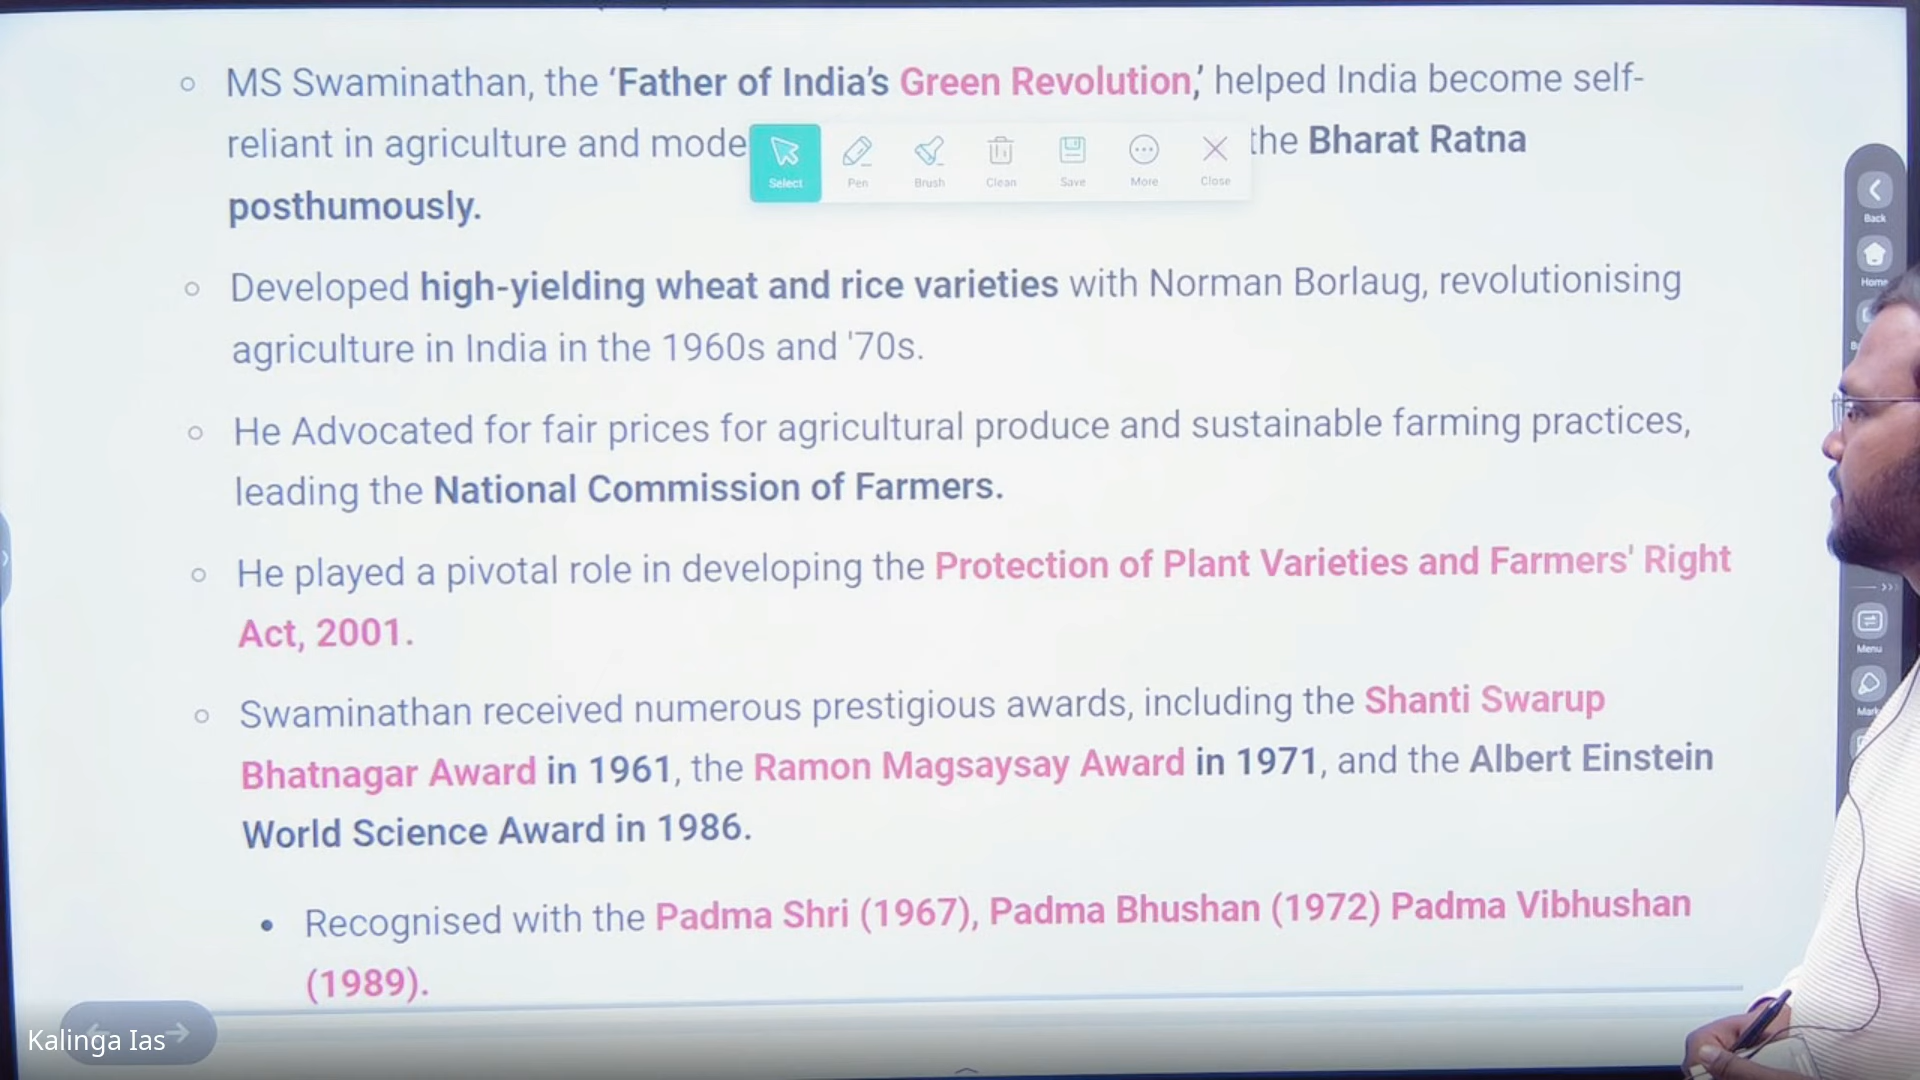 MS Swaminathan, the ‘Father of India’s Green Revolution,’ helped India become self-
reliant in agriculture and mode the Bharat Ratna
posthumously.
Select
Pen
Brush
Clean
Save
More
Close
Developed high-yielding wheat and rice varieties with Norman Borlaug, revolutionising
agriculture in India in the 1960s and '70s.
He Advocated for fair prices for agricultural produce and sustainable farming practices,
leading the National Commission of Farmers.
He played a pivotal role in developing the Protection of Plant Varieties and Farmers' Right
Act, 2001.
Swaminathan received numerous prestigious awards, including the Shanti Swarup
Bhatnagar Award in 1961, the Ramon Magsaysay Award in 1971, and the Albert Einstein
World Science Award in 1986.
Recognised with the Padma Shri (1967), Padma Bhushan (1972) Padma Vibhushan
(1989).
Back
Home
Menu
Kalinga Ias